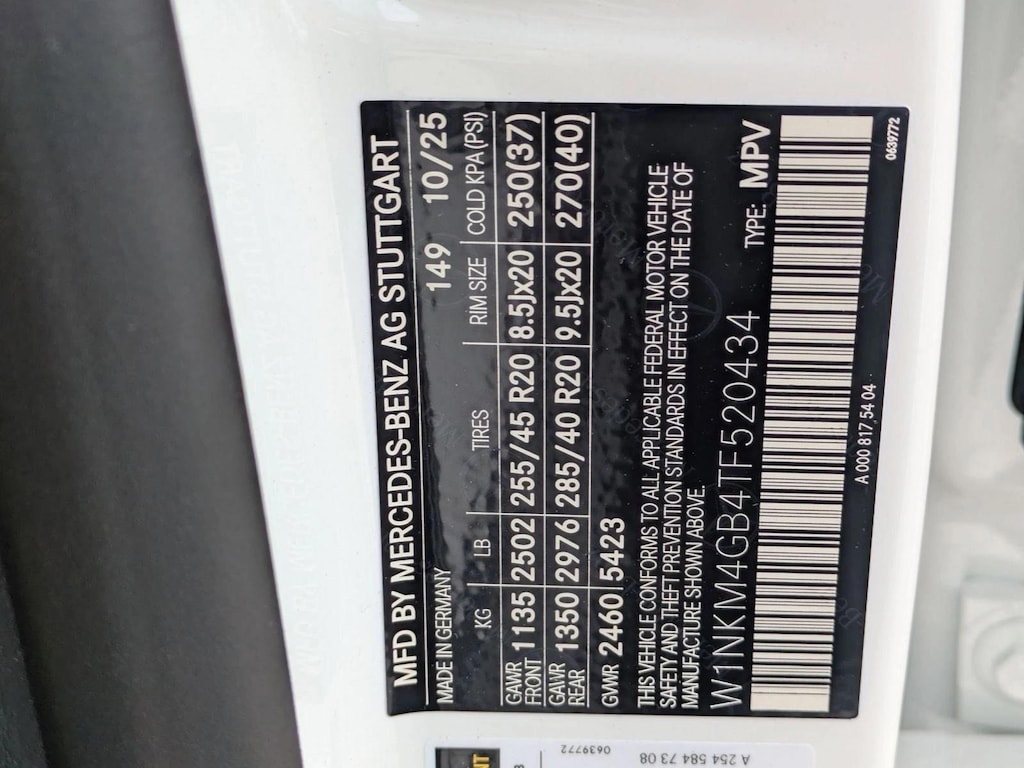 MFD BY MERCEDES-BENZ AG STUTTGART
MADE IN GERMANY 149 10/25
KG LB TIRES RIM SIZE COLD KPA (PSI)
GAWR FRONT 1135 2502 255/45 R20 8.5Jx20 250(37)
GAWR REAR 1350 2976 285/40 R20 9.5Jx20 270(40)
GVWR 2460 5423
THIS VEHICLE CONFORMS TO ALL APPLICABLE FEDERAL MOTOR VEHICLE
SAFETY AND THEFT PREVENTION STANDARDS IN EFFECT ON THE DATE OF
MANUFACTURE SHOWN ABOVE.
W1NKM4GB4TF520434 TYPE: MPV
A 000 817 54 04
0639772
0639772
A 254 584 73 08